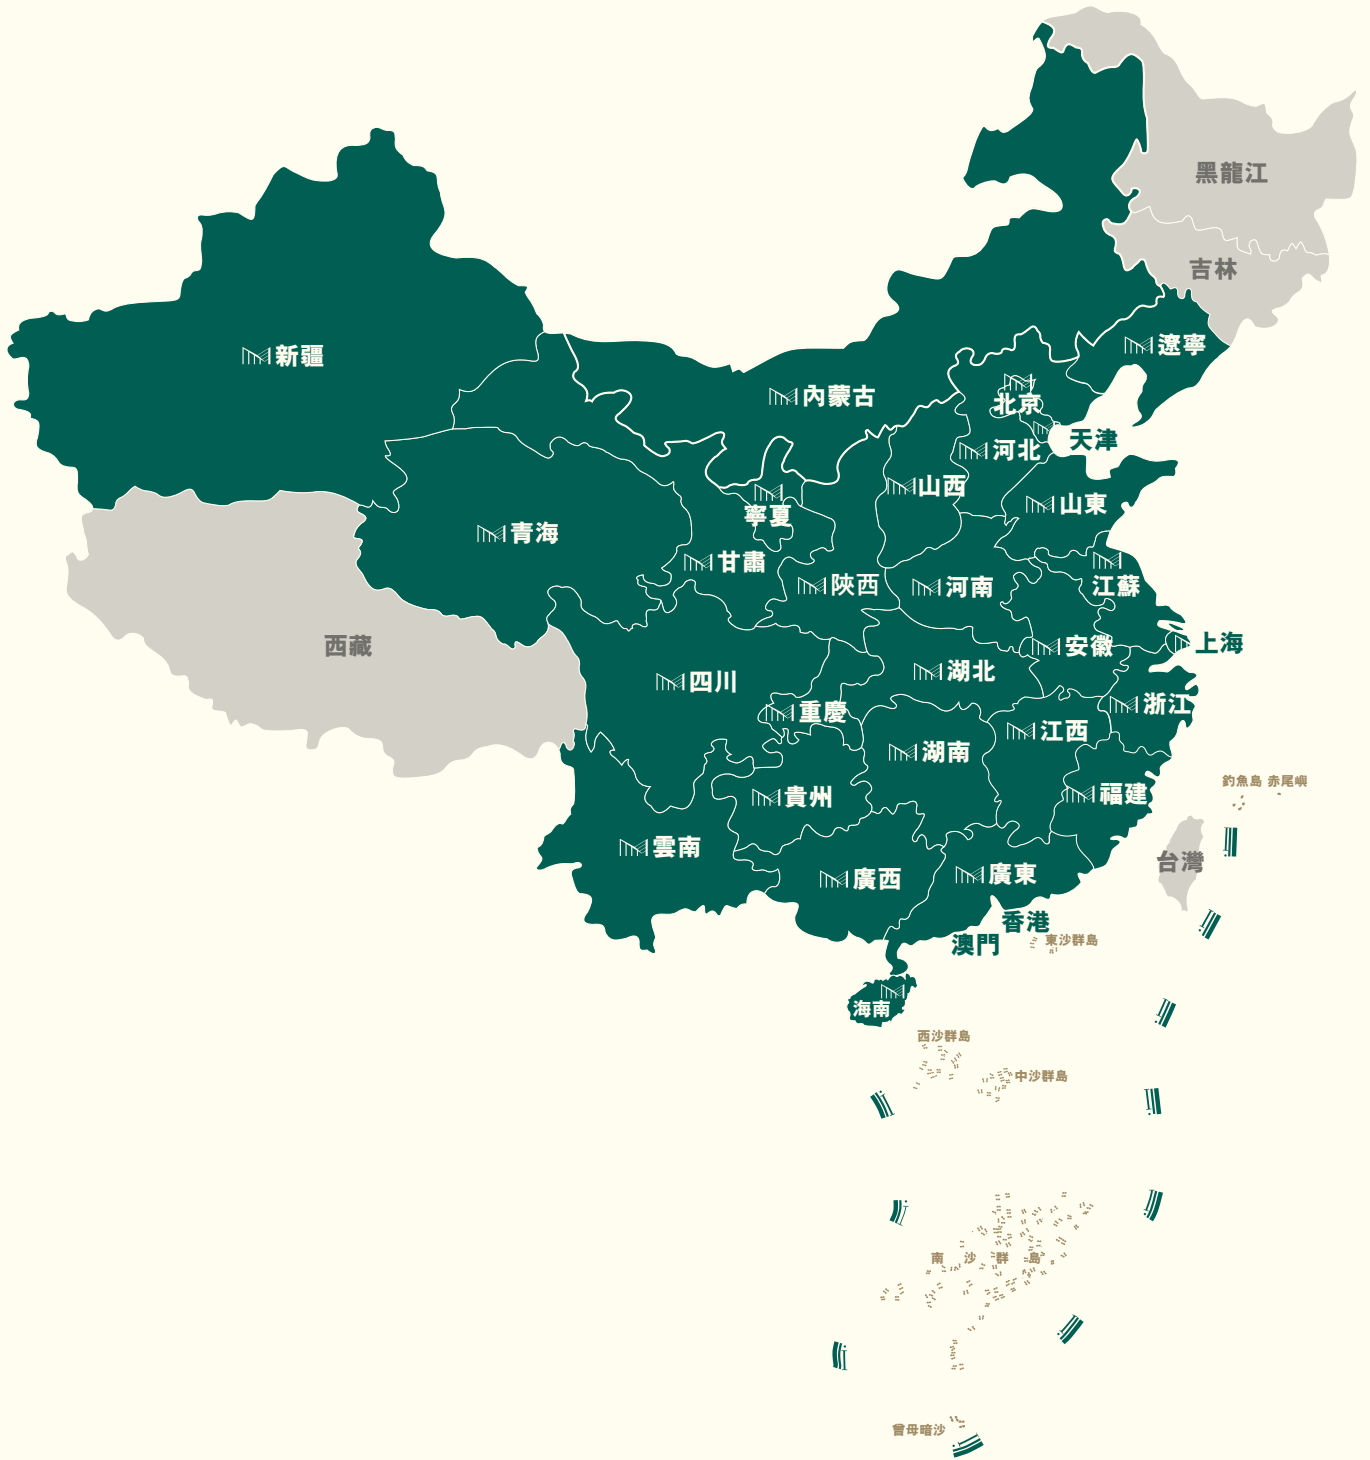 黑龍江
吉林
遼寧
新疆
內蒙古
北京
天津
河北
山西
山東
寧夏
青海
甘肅
陝西
河南
江蘇
西藏
安徽
上海
湖北
四川
重慶
浙江
江西
湖南
釣魚島 赤尾嶼
貴州
福建
雲南
台灣
廣西
廣東
香港
澳門
東沙群島
海南
西沙群島
中沙群島
南沙群島
曾母暗沙